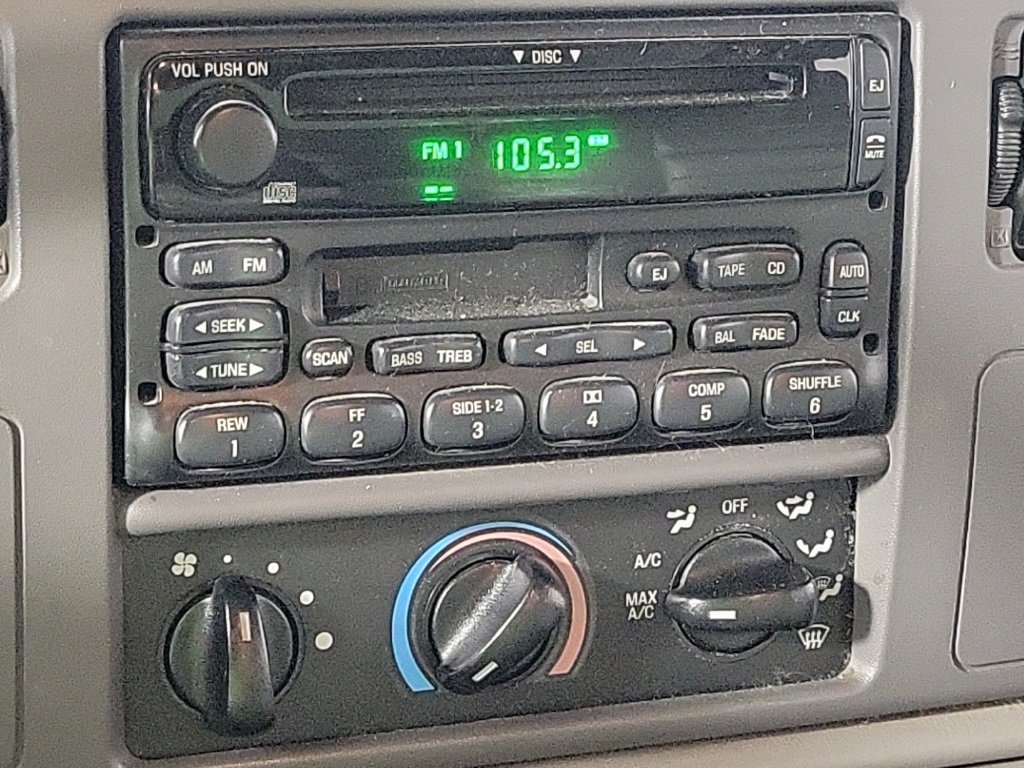 VOL PUSH ON
▼ DISC ▼
EJ
FM 1 105.3 ST
MUTE
disc
AM FM
EJ
TAPE CD
AUTO
◄ SEEK ►
CLK
◄ TUNE ►
SCAN
BASS TREB
◄ SEL ►
BAL FADE
REW
1
FF
2
SIDE 1-2
3
4
COMP
5
SHUFFLE
6
OFF
A/C
MAX
A/C